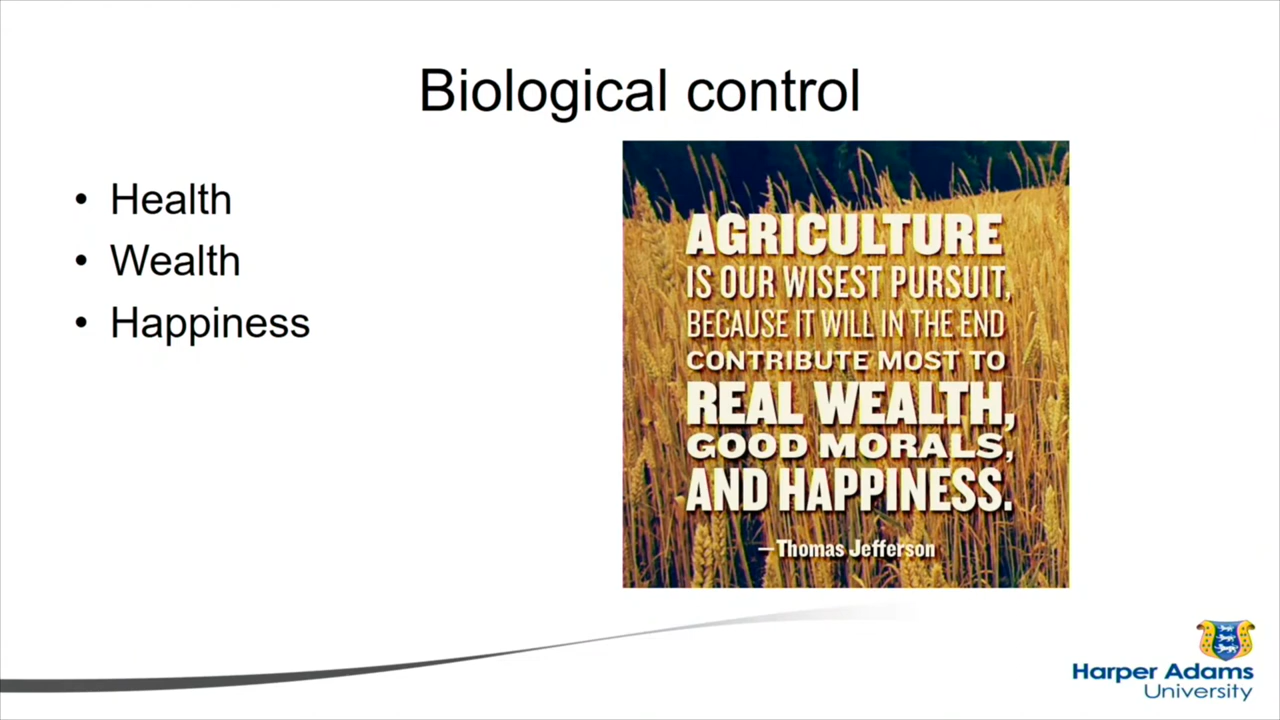 Biological control
• Health
• Wealth
• Happiness
AGRICULTURE
IS OUR WISEST PURSUIT,
BECAUSE IT WILL IN THE END
CONTRIBUTE MOST TO
REAL WEALTH,
GOOD MORALS,
AND HAPPINESS.
—Thomas Jefferson
Harper Adams
University